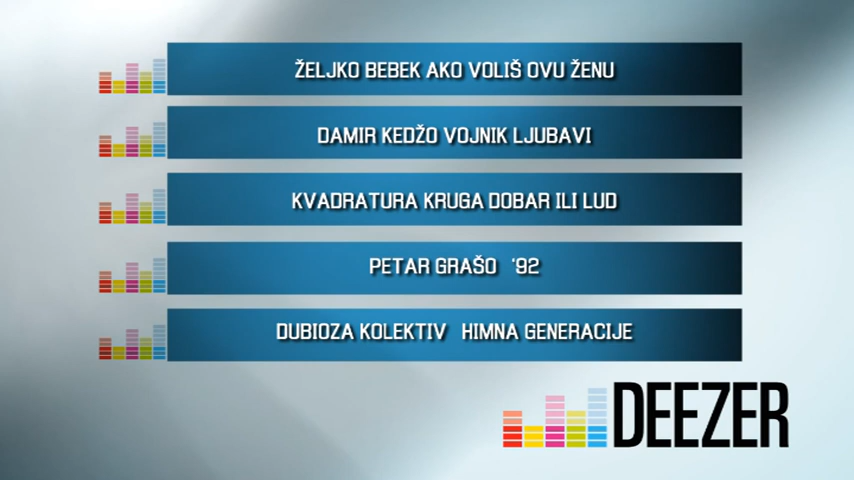 ŽELJKO BEBEK AKO VOLIŠ OVU ŽENU
DAMIR KEDŽO VOJNIK LJUBAVI
KVADRATURA KRUGA DOBAR ILI LUD
PETAR GRAŠO '92
DUBIOZA KOLEKTIV HIMNA GENERACIJE
DEEZER